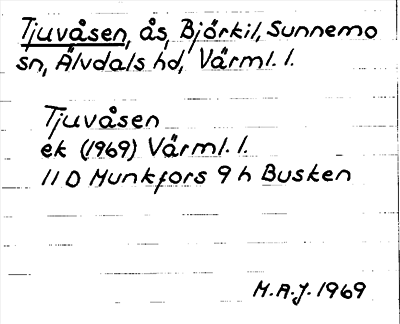 Tjuvåsen, ås, Björkil, Sunnemo
sn, Älvdals hd, Värml. l.
Tjuvåsen
ek (1969) Värml. l.
11 D Munkfors 9 h Busken
M.A.J. 1969